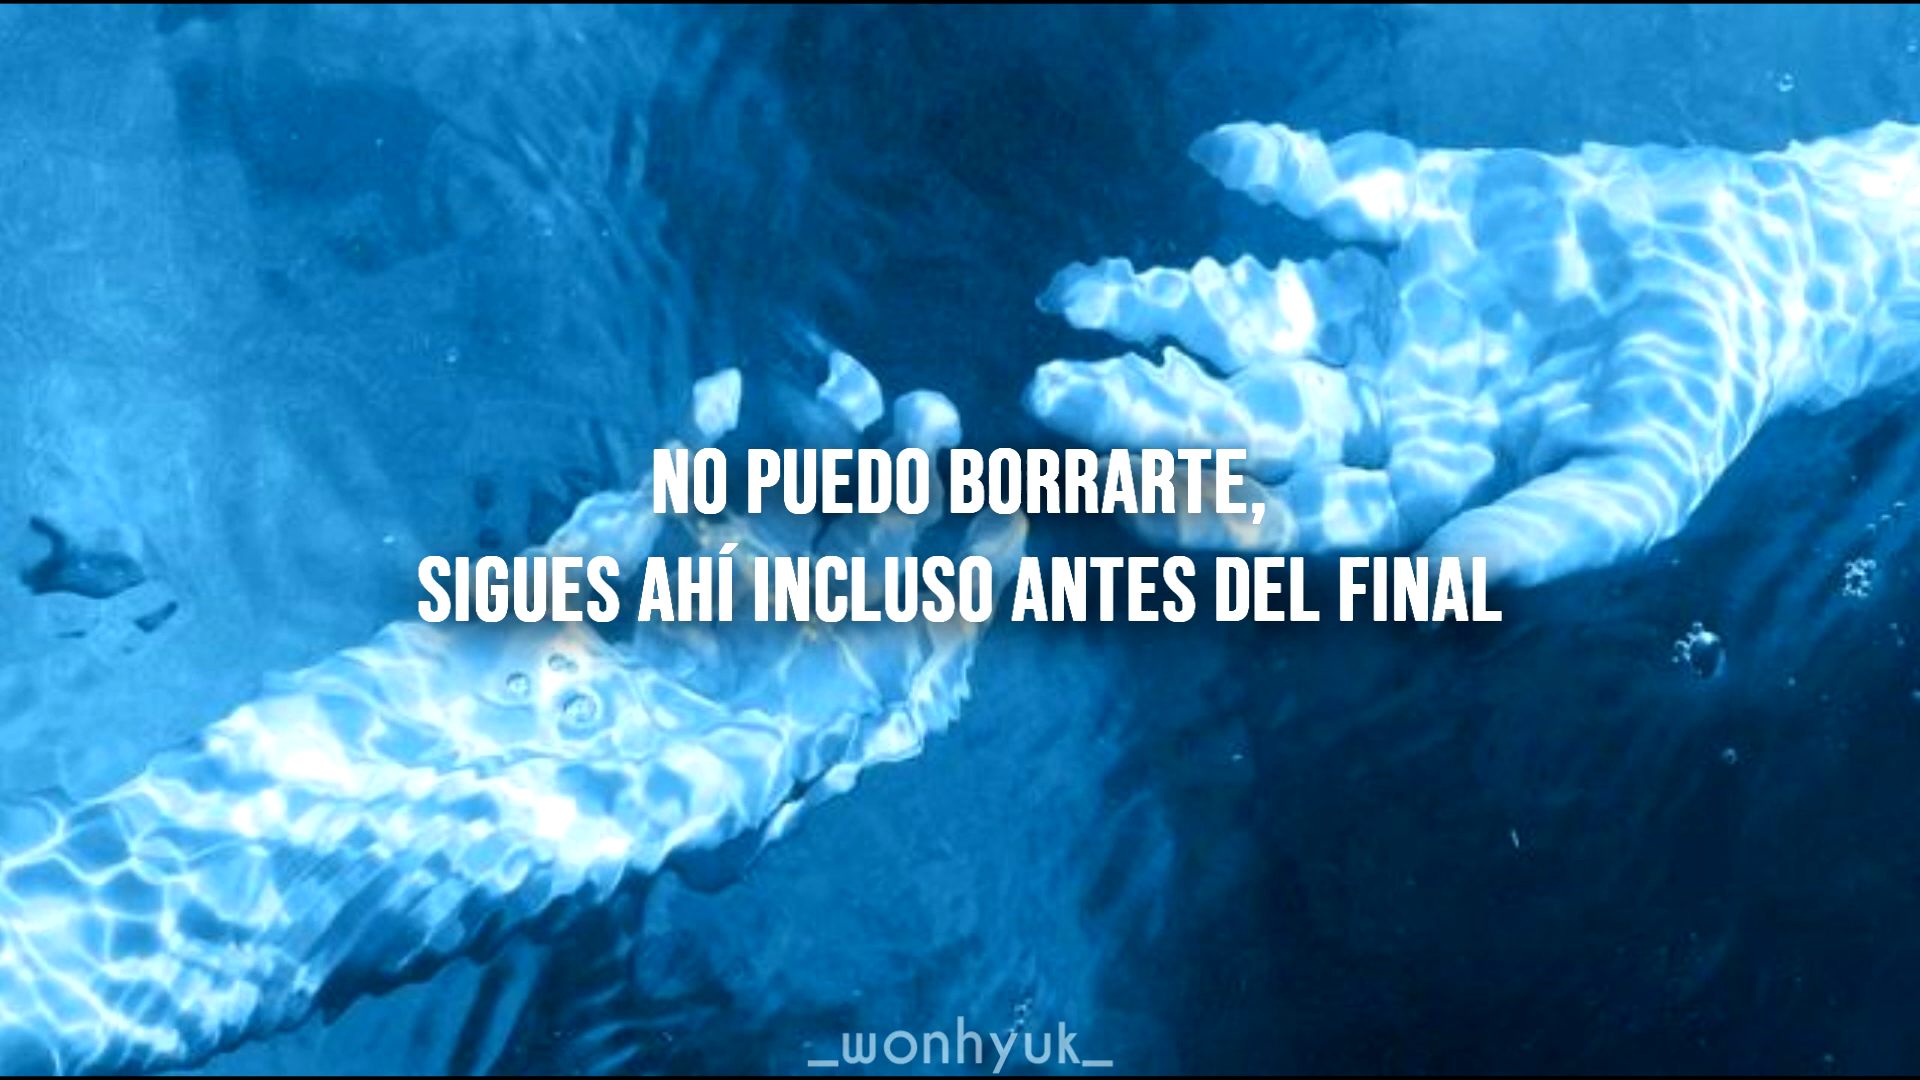 NO PUEDO BORRARTE,
SIGUES AHÍ INCLUSO ANTES DEL FINAL
_wonhyuk_